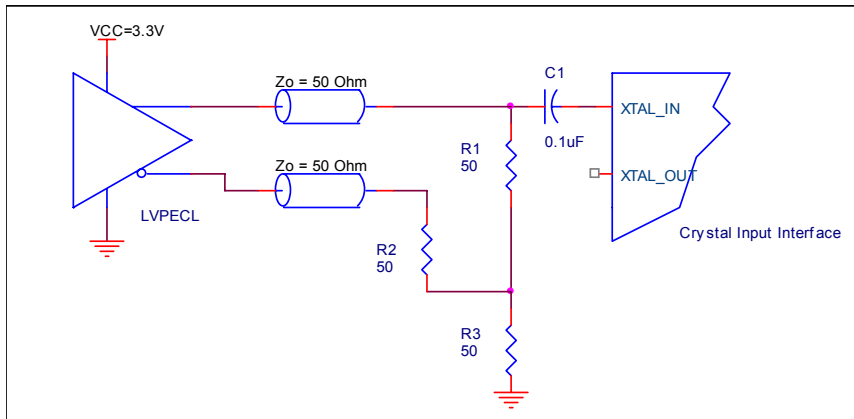 VCC=3.3V
Zo = 50 Ohm
C1
XTAL_IN
R1
50
0.1uF
Zo = 50 Ohm
XTAL_OUT
LVPECL
Crystal Input Interface
R2
50
R3
50